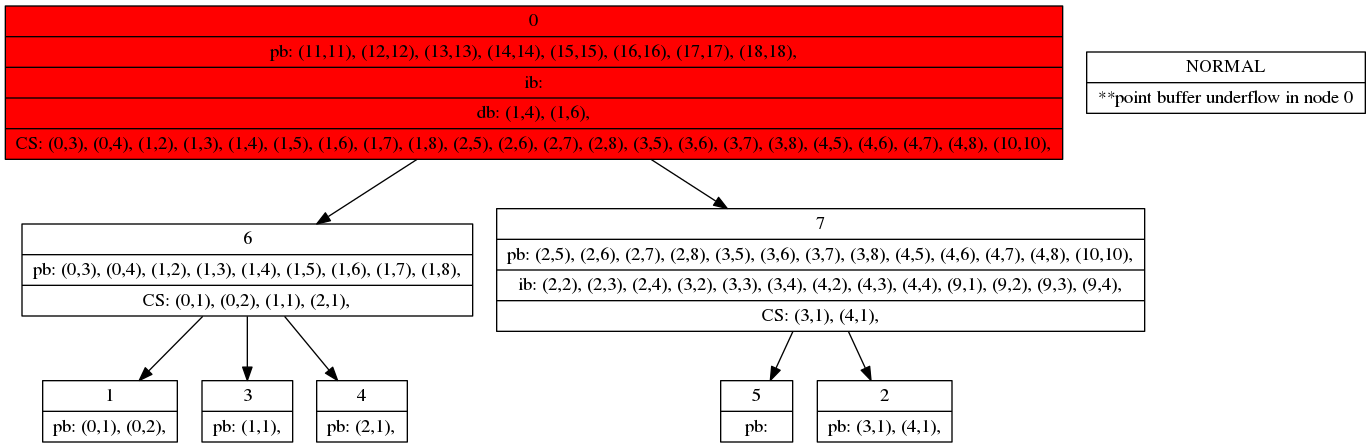 0
pb: (11,11), (12,12), (13,13), (14,14), (15,15), (16,16), (17,17), (18,18),
ib:
db: (1,4), (1,6),
CS: (0,3), (0,4), (1,2), (1,3), (1,4), (1,5), (1,6), (1,7), (1,8), (2,5), (2,6), (2,7), (2,8), (3,5), (3,6), (3,7), (3,8), (4,5), (4,6), (4,7), (4,8), (10,10),
NORMAL
**point buffer underflow in node 0
6
pb: (0,3), (0,4), (1,2), (1,3), (1,4), (1,5), (1,6), (1,7), (1,8),
CS: (0,1), (0,2), (1,1), (2,1),
7
pb: (2,5), (2,6), (2,7), (2,8), (3,5), (3,6), (3,7), (3,8), (4,5), (4,6), (4,7), (4,8), (10,10),
ib: (2,2), (2,3), (2,4), (3,2), (3,3), (3,4), (4,2), (4,3), (4,4), (9,1), (9,2), (9,3), (9,4),
CS: (3,1), (4,1),
1
pb: (0,1), (0,2),
3
pb: (1,1),
4
pb: (2,1),
5
pb:
2
pb: (3,1), (4,1),